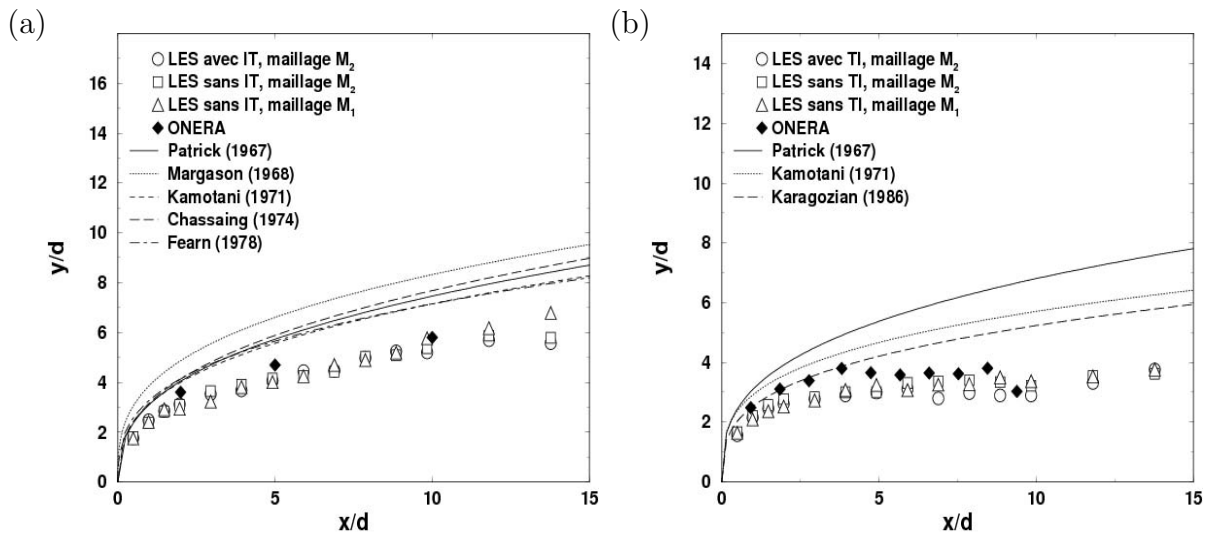 (a)
LES avec IT, maillage M2
LES sans IT, maillage M2
LES sans IT, maillage M1
ONERA
Patrick (1967)
Margason (1968)
Kamotani (1971)
Chassaing (1974)
Fearn (1978)
16
14
12
10
8
6
4
2
0
y/d
0
5
10
15
x/d
(b)
LES avec TI, maillage M2
LES sans TI, maillage M2
LES sans TI, maillage M1
ONERA
Patrick (1967)
Kamotani (1971)
Karagozian (1986)
14
12
10
8
6
4
2
0
y/d
0
5
10
15
x/d